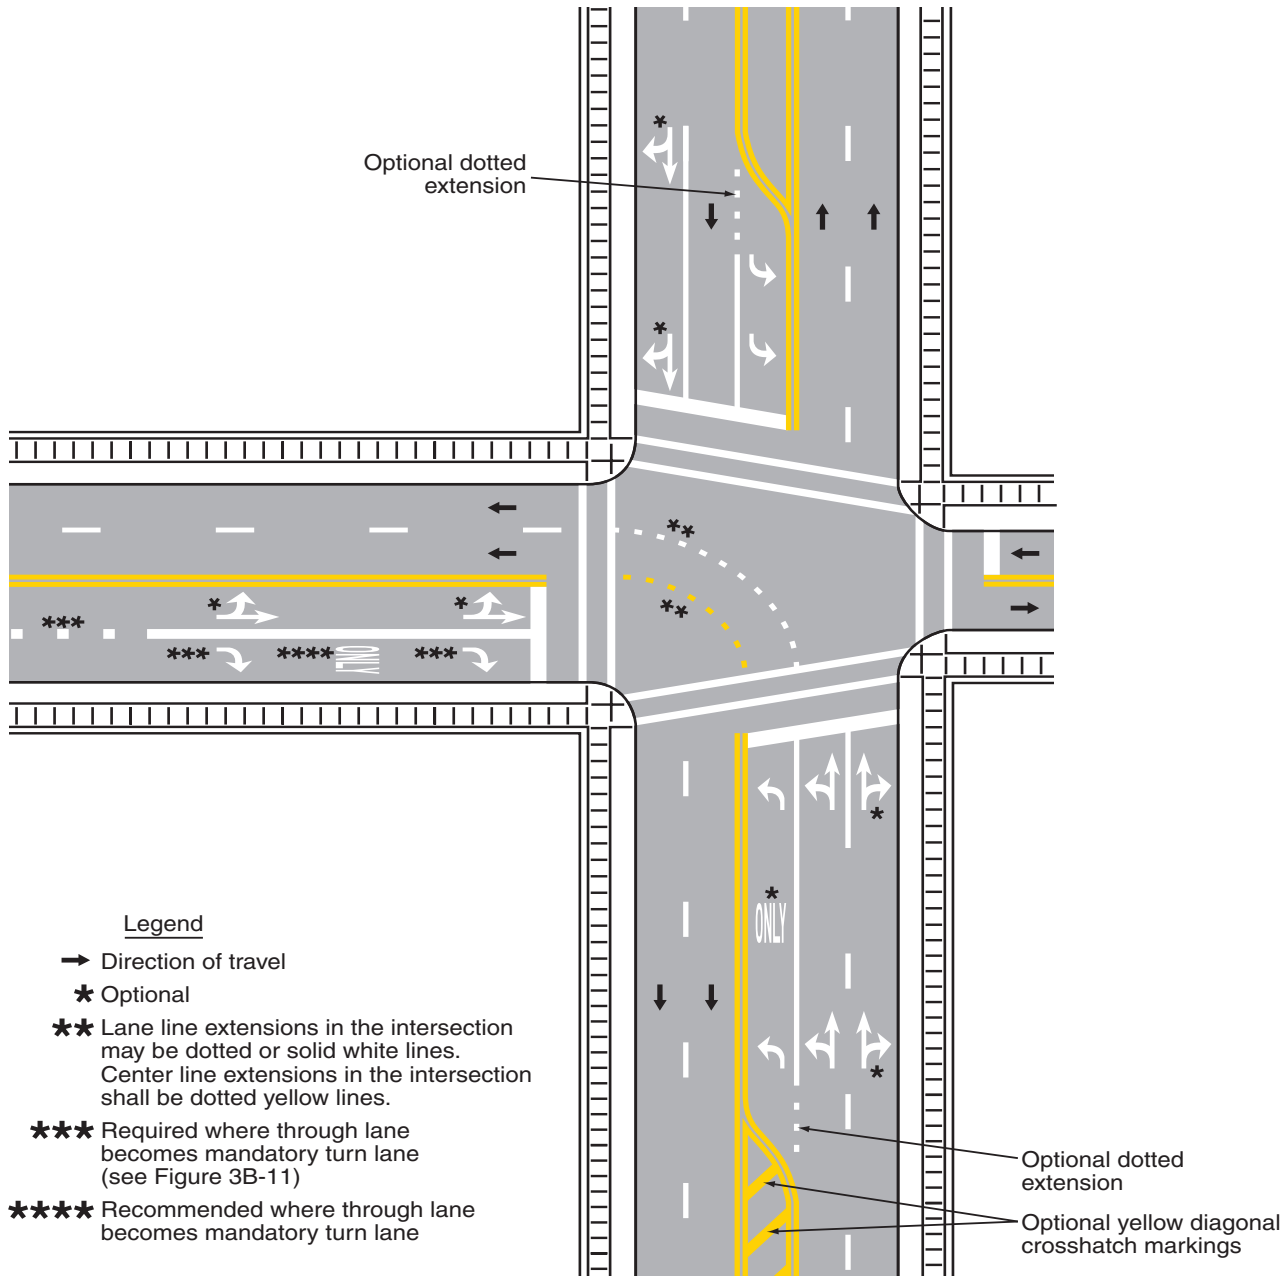 Optional dotted
extension
*
*
**
**
***
*
*
***
****
ONLY
***
*
*
ONLY
*
Legend
Direction of travel
* Optional
** Lane line extensions in the intersection
may be dotted or solid white lines.
Center line extensions in the intersection
shall be dotted yellow lines.
*** Required where through lane
becomes mandatory turn lane
(see Figure 3B-11)
**** Recommended where through lane
becomes mandatory turn lane
Optional dotted
extension
Optional yellow diagonal
crosshatch markings